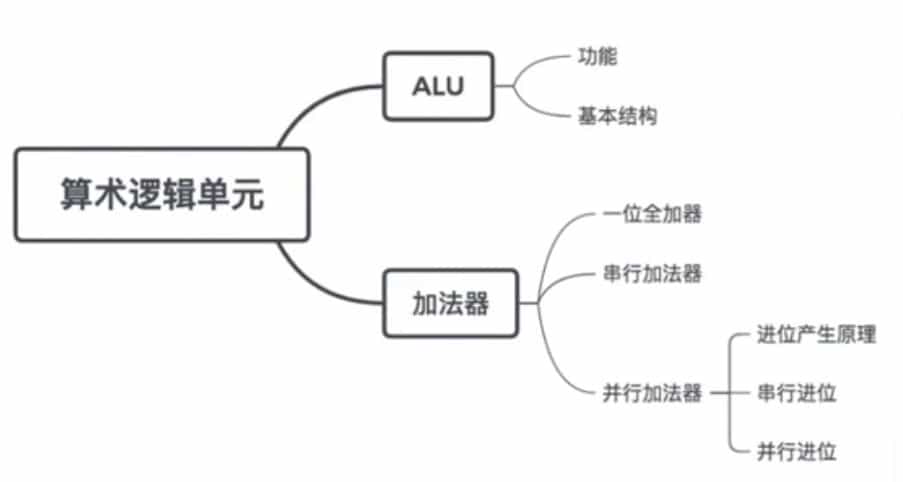 算术逻辑单元
ALU
功能
基本结构
加法器
一位全加器
串行加法器
并行加法器
进位产生原理
串行进位
并行进位